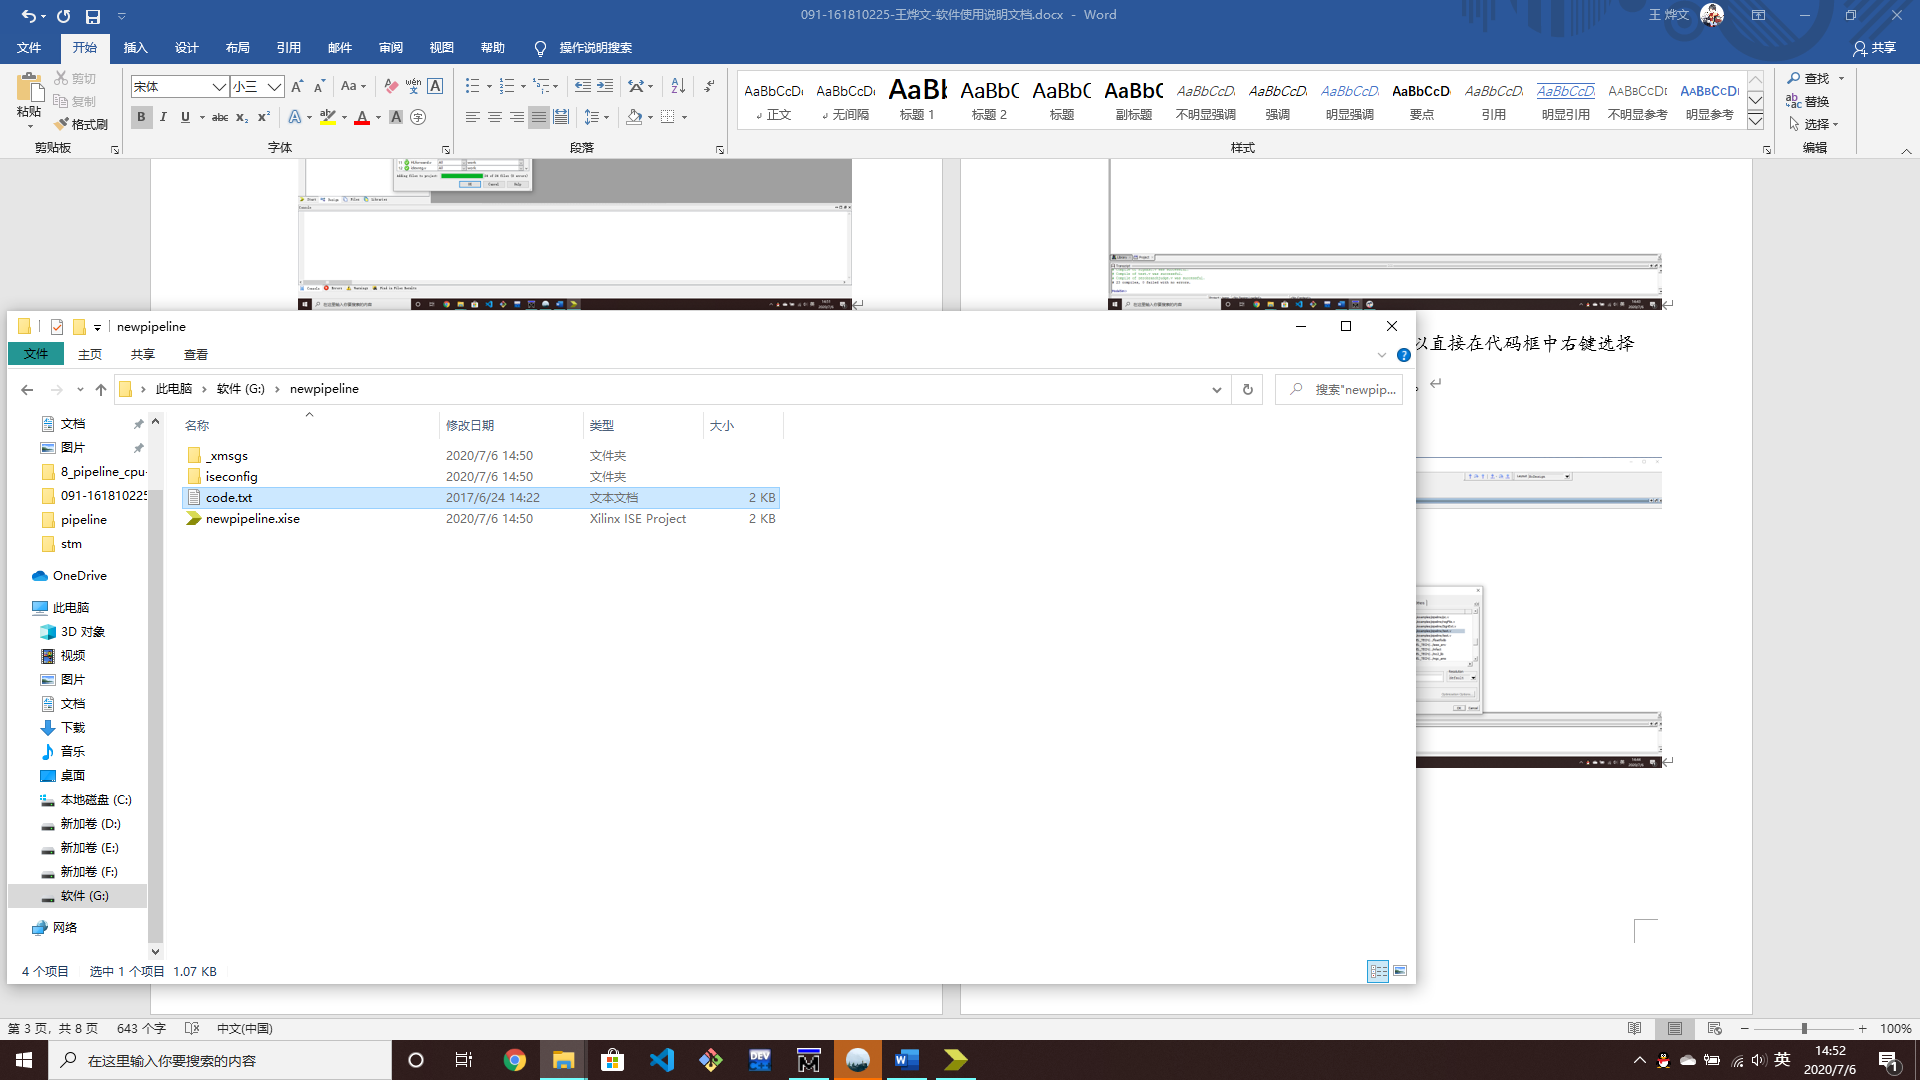 091-161810225-王烨文-软件使用说明文档.docx - Word
王 烨文
文件 开始 插入 设计 布局 引用 邮件 审阅 视图 帮助 操作说明搜索 共享
粘贴 剪切 复制 格式刷
宋体 小三
查找 替换 选择
AaBbCcDc AaBbCcDc AaBb AaBbC AaBbC AaBbC AaBbCcDc AaBbCcDc AaBbCcDc AaBbCcDc AaBbCcDc AaBbCcDc AaBbCcDc AaBbCcDc
正文 无间隔 标题 1 标题 2 标题 副标题 不明显强调 强调 明显强调 要点 引用 明显引用 不明显参考 明显参考
剪贴板 字体 段落 样式 编辑
newpipeline
文件 主页 共享 查看
以直接在代码框中右键选择
此电脑 软件 (G:) newpipeline
搜索"newpip...
名称 修改日期 类型 大小
_xmsgs 2020/7/6 14:50 文件夹
iseconfig 2020/7/6 14:50 文件夹
code.txt 2017/6/24 14:22 文本文档 2 KB
newpipeline.xise 2020/7/6 14:50 Xilinx ISE Project 2 KB
文档
图片
8_pipeline_cpu-
091-161810225
pipeline
stm
OneDrive
此电脑
3D 对象
视频
图片
文档
下载
音乐
桌面
本地磁盘 (C:)
新加卷 (D:)
新加卷 (E:)
新加卷 (F:)
软件 (G:)
网络
4 个项目 选中 1 个项目 1.07 KB
第 3 页，共 8 页 643 个字 中文(中国) 100%
在这里输入你要搜索的内容
英
14:52
2020/7/6
1